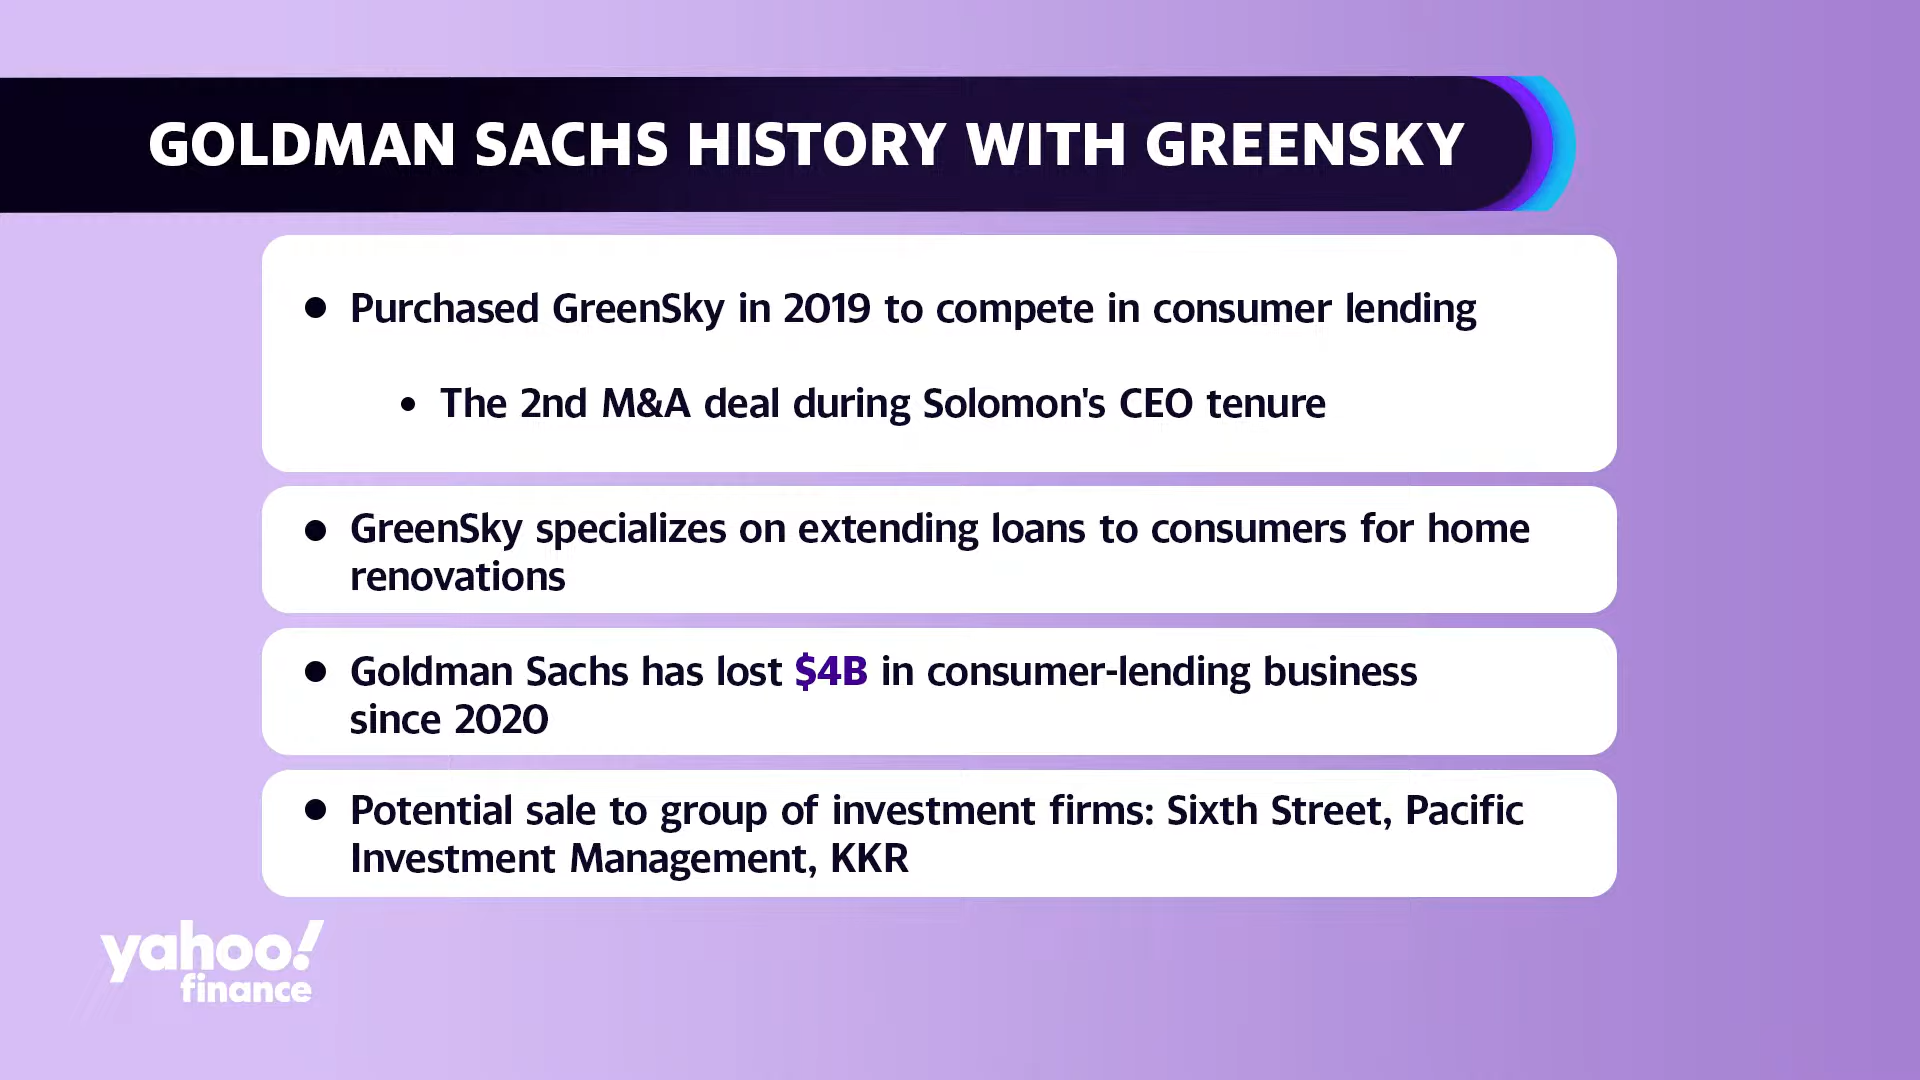 GOLDMAN SACHS HISTORY WITH GREENSKY
● Purchased GreenSky in 2019 to compete in consumer lending
• The 2nd M&A deal during Solomon's CEO tenure
● GreenSky specializes on extending loans to consumers for home
renovations
● Goldman Sachs has lost $4B in consumer-lending business
since 2020
● Potential sale to group of investment firms: Sixth Street, Pacific
Investment Management, KKR
yahoo!
finance